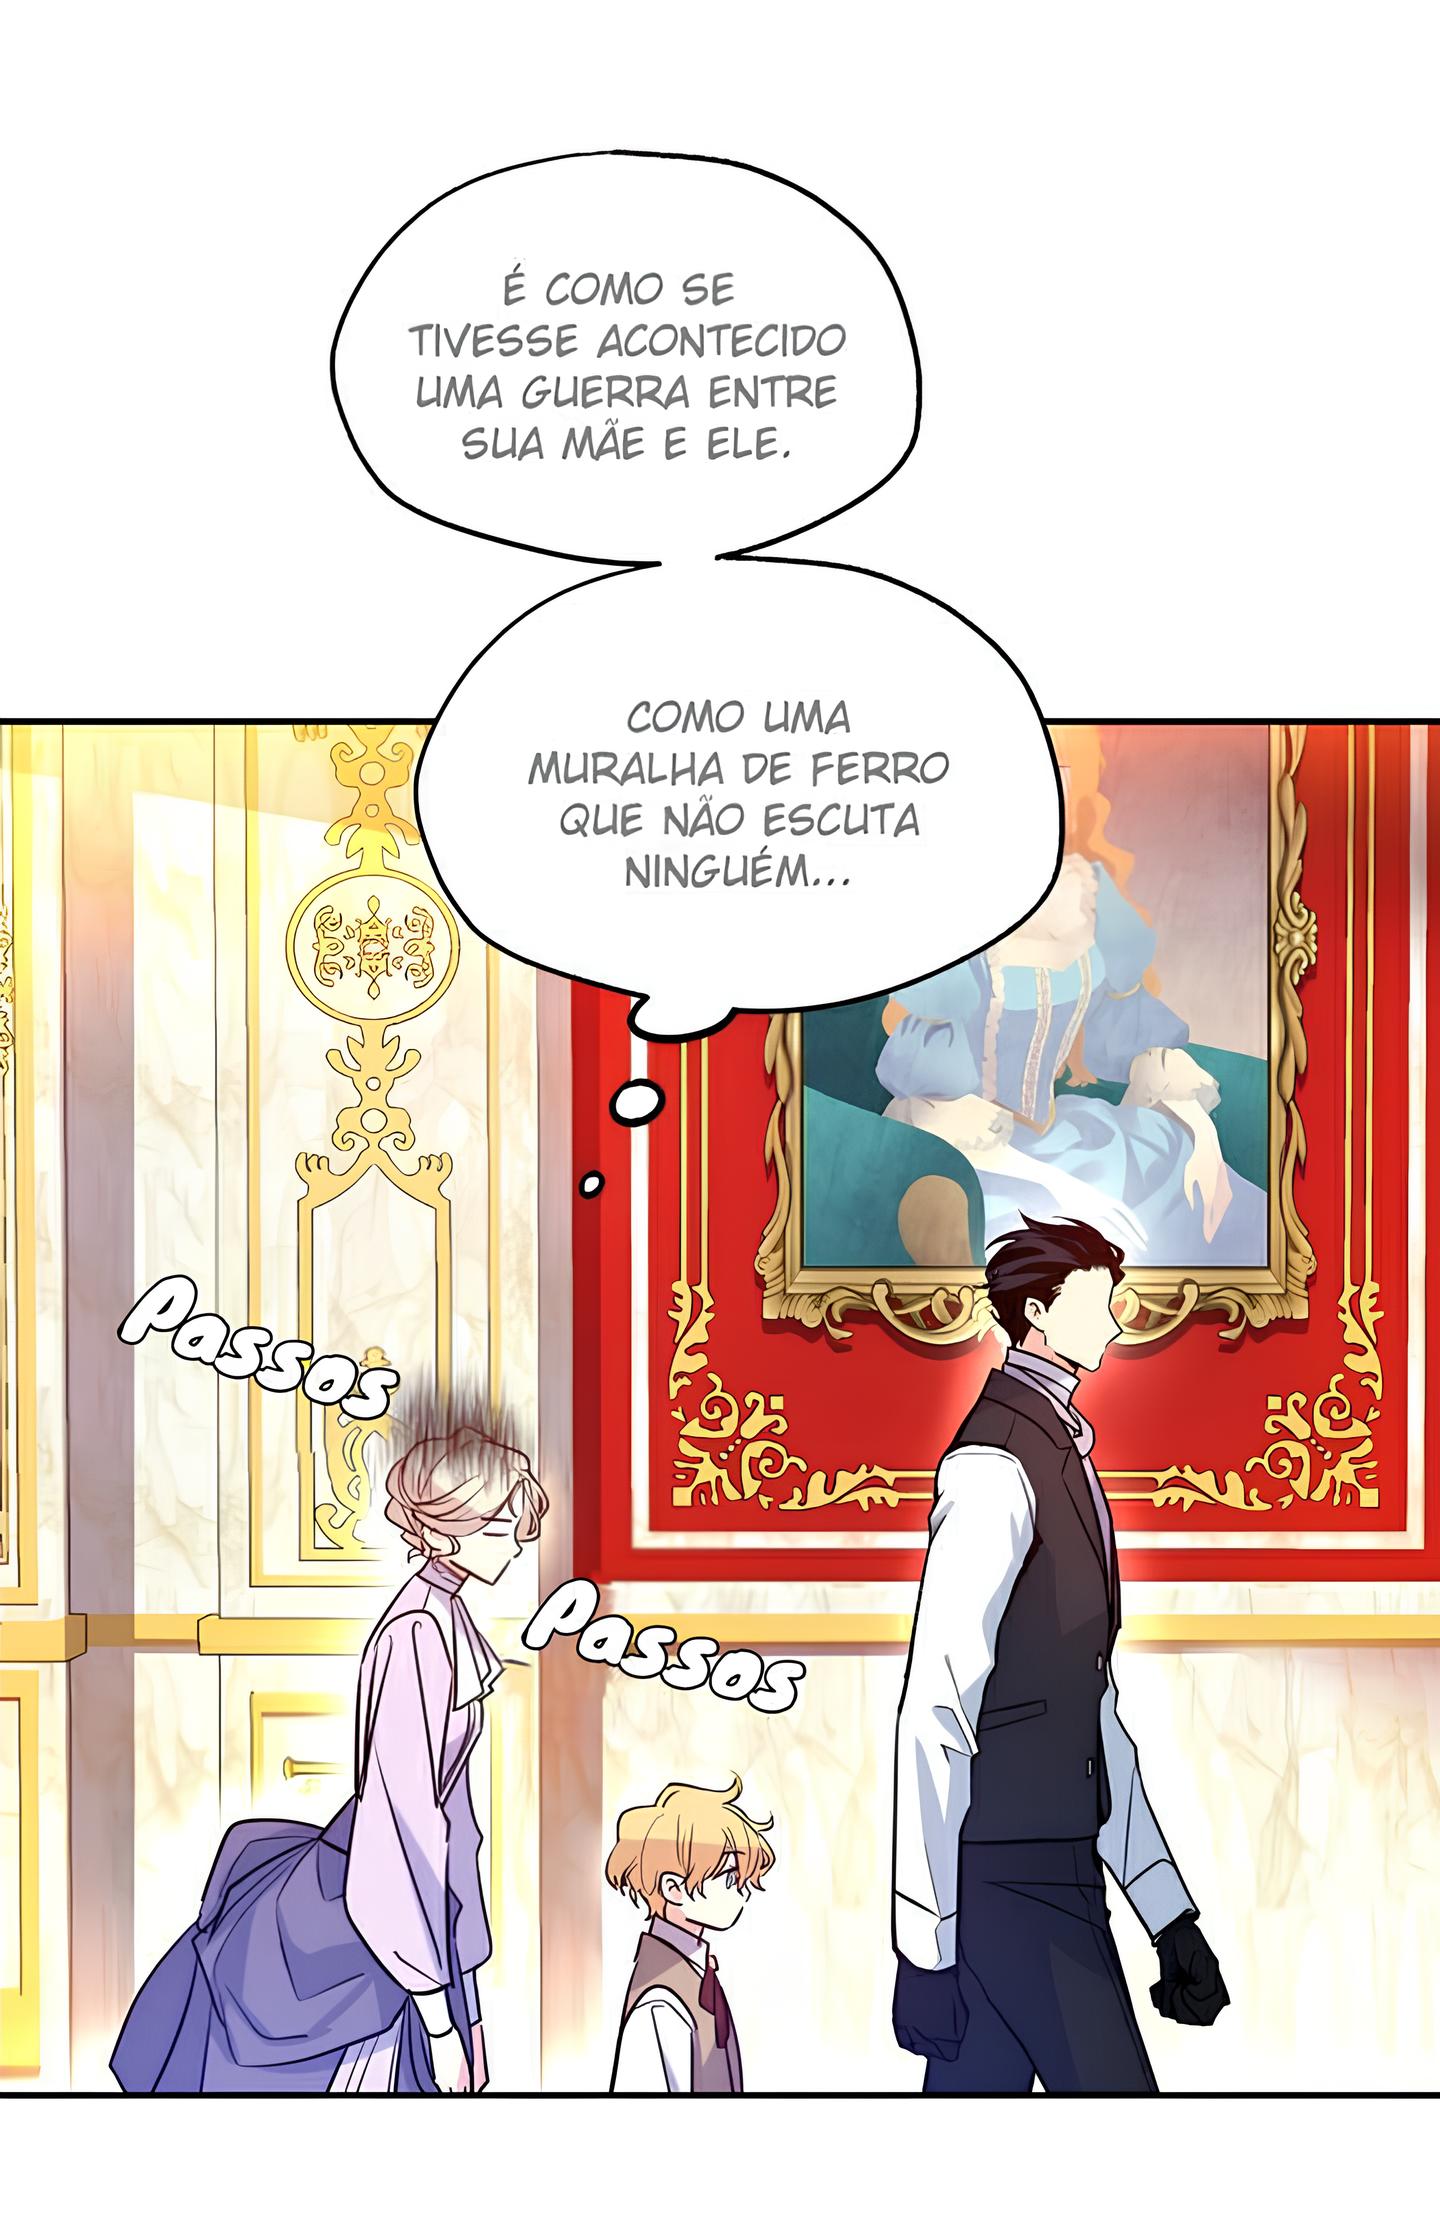 É COMO SE
TIVESSE ACONTECIDO
UMA GUERRA ENTRE
SUA MÃE E ELE.
COMO UMA
MURALHA DE FERRO
QUE NÃO ESCUTA
NINGUÉM...
Passos
Passos